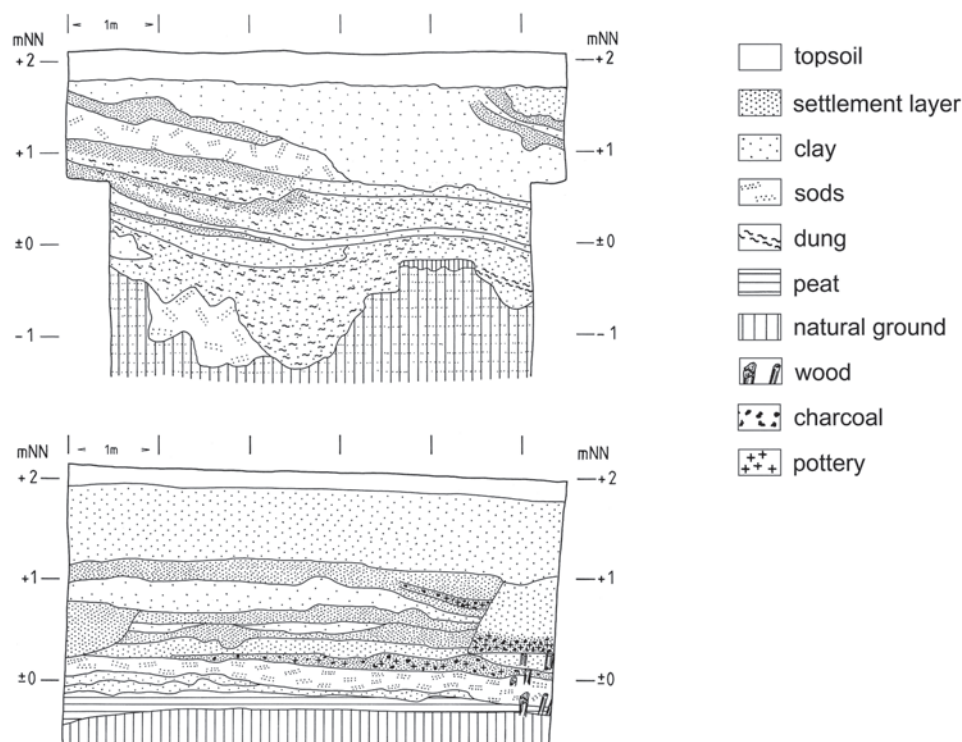 1m
mNN
mNN
+2
+2
+1
+1
±0
±0
-1
-1
1m
mNN
mNN
+2
+2
+1
+1
±0
±0
topsoil
settlement layer
clay
sods
dung
peat
natural ground
wood
charcoal
pottery